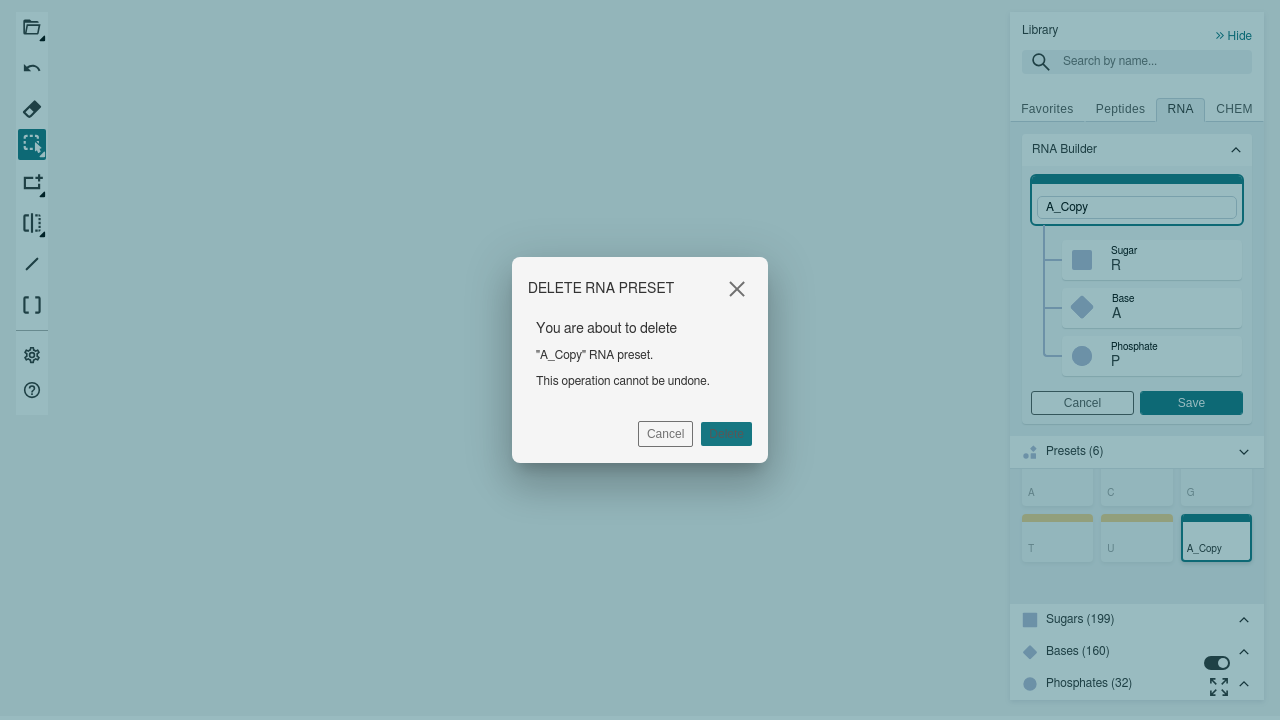 Library
Hide
Search by name...
Favorites Peptides RNA CHEM
RNA Builder
A_Copy
Sugar
R
Base
A
Phosphate
P
Cancel Save
Presets (6)
A C G
T U A_Copy
Sugars (199)
Bases (160)
Phosphates (32)
DELETE RNA PRESET
You are about to delete
"A_Copy" RNA preset.
This operation cannot be undone.
Cancel